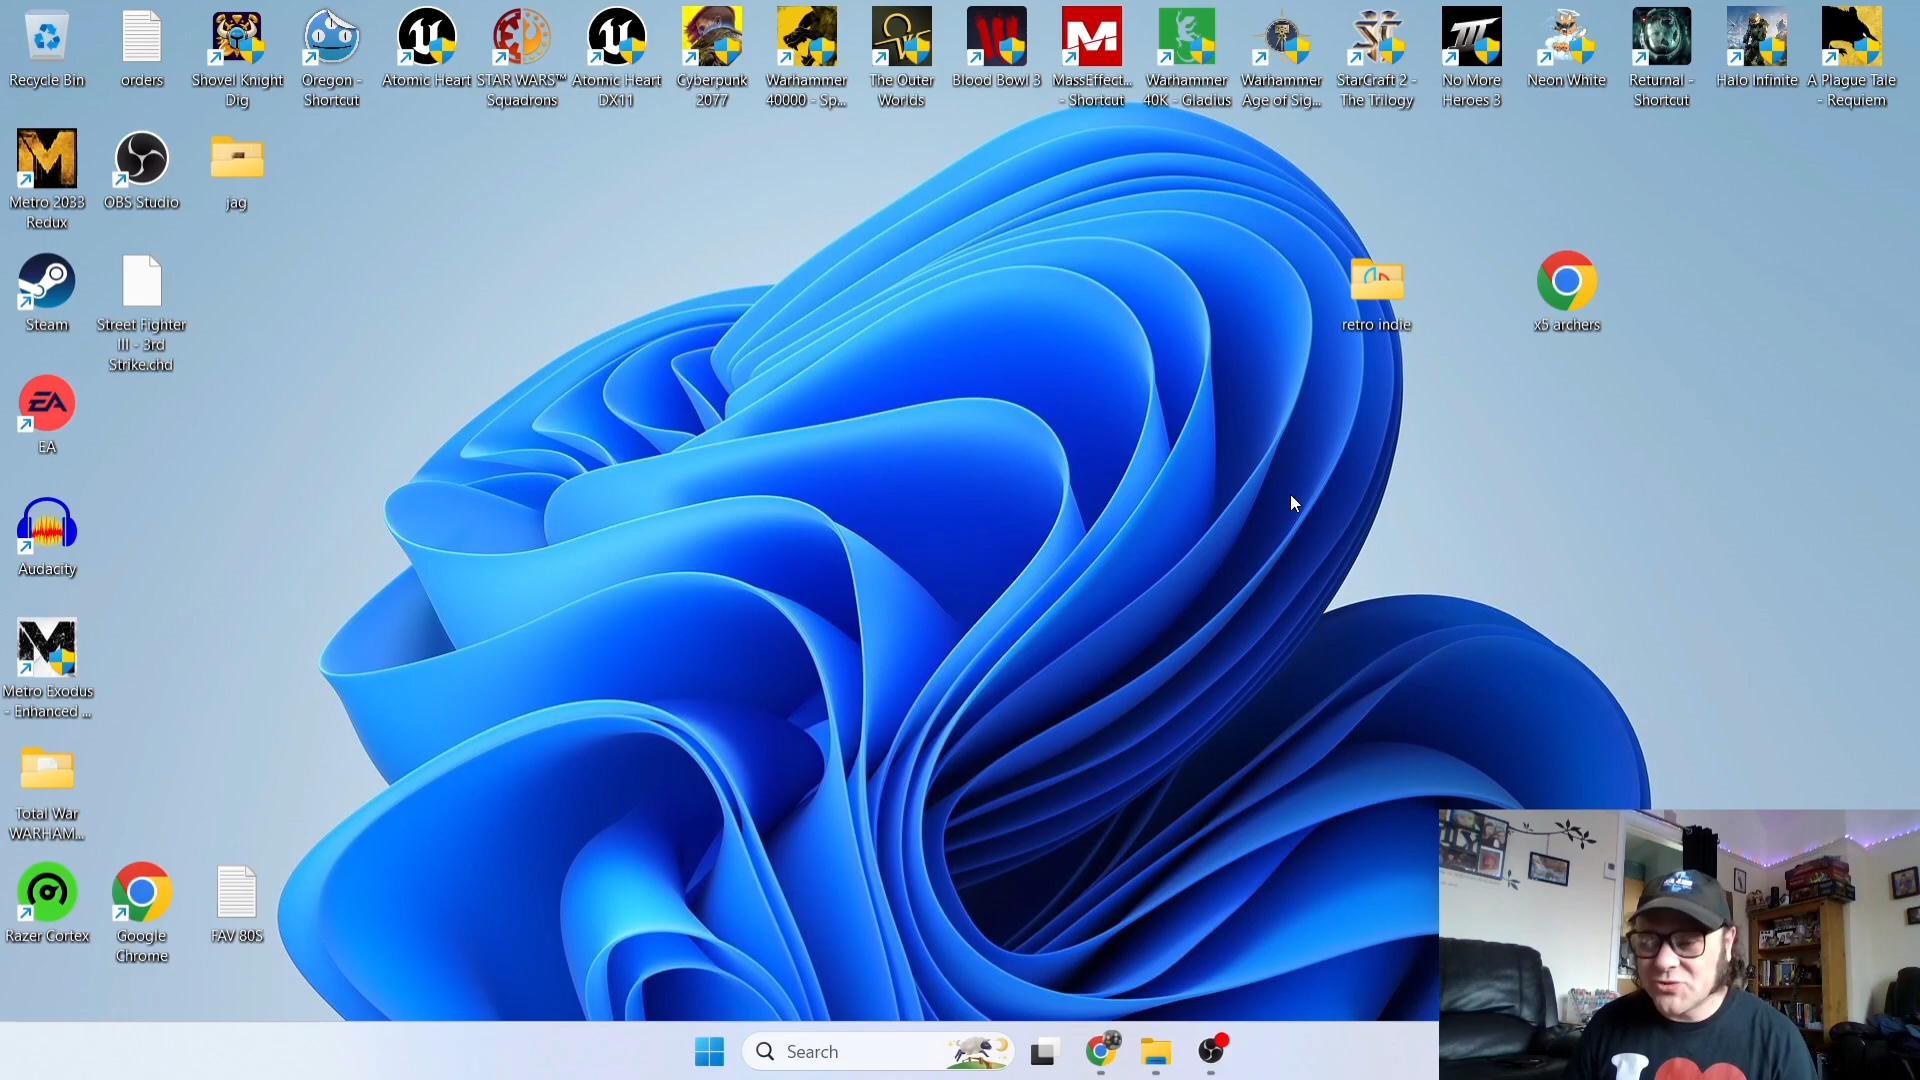 Recycle Bin
orders
Shovel Knight
Dig
Oregon -
Shortcut
Atomic Heart
STAR WARS™
Squadrons
Atomic Heart
DX11
Cyberpunk
2077
Warhammer
40000 - Sp...
The Outer
Worlds
Blood Bowl 3
MassEffect...
- Shortcut
Warhammer
40K - Gladius
Warhammer
Age of Sig...
StarCraft 2 -
The Trilogy
No More
Heroes 3
Neon White
Returnal -
Shortcut
Halo Infinite
A Plague Tale
- Requiem
Metro 2033
Redux
OBS Studio
jag
Steam
Street Fighter
III - 3rd
Strike.chd
retro indie
x5 archers
EA
EA
Audacity
Metro Exodus
- Enhanced ...
Total War
WARHAM...
Razer Cortex
Google
Chrome
FAV 80S
Search